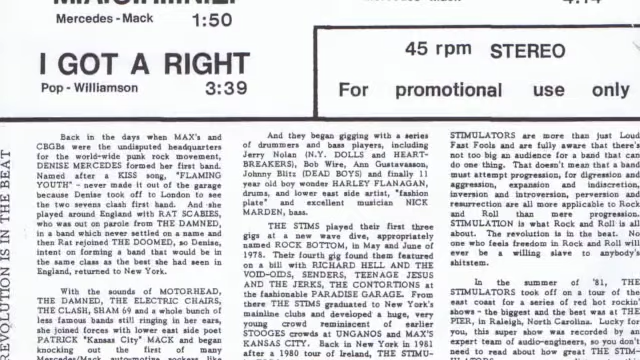 Mercedes - Mack 1:50
I GOT A RIGHT
Pop - Williamson 3:39
45 rpm STEREO
For promotional use only
REVOLUTION IS IN THE BEAT
Back in the days when MAX's and
CBGBs were the undisputed headquarters
for the world-wide punk rock movement,
DENISE MERCEDES formed her first band.
Named after a KISS song, "FLAMING
YOUTH" - never made it out of the garage
because Denise took off to London to see
the two sevens clash first hand. And she
played around England with RAT SCABIES,
who was out on parole from THE DAMNED,
in a band which never settled on a name and
then Rat rejoined THE DOOMED, so Denise,
intent on forming a band that would be in
the same class as the best she had seen in
England, returned to New York.
With the sounds of MOTORHEAD,
THE DAMNED, THE ELECTRIC CHAIRS,
THE CLASH, SHAM 69 and a whole bunch of
less famous bands still ringing in her ears,
she joined forces with lower east side poet
PATRICK "Kansas City" MACK and began
knocking out the first of many
And they began gigging with a series
of drummers and bass players, including
Jerry Nolan (N.Y. DOLLS and HEART-
BREAKERS), Bob Wire, Ann Gustavasson,
Johnny Blitz (DEAD BOYS) and finally 11
year old boy wonder HARLEY FLANAGAN,
drums, and lower east side artist, "fashion
plate" and excellent musician NICK
MARDEN, bass.
THE STIMS played their first three
gigs at a new wave dive, appropriately
named ROCK BOTTOM, in May and June of
1978. Their fourth gig found them featured
on a bill with RICHARD HELL AND THE
VOID-OIDS, SENDERS, TEENAGE JESUS
AND THE JERKS, THE CONTORTIONS at
the fashionable PARADISE GARAGE. From
there THE STIMS graduated to New York's
mainline clubs and developed a huge, very
young crowd reminiscent of earlier
STOOGES crowds at UNGANOS and MAX'S
KANSAS CITY. Back in New York in 1981
after a 1980 tour of Ireland, THE STIMU-
STIMULATORS are more than just Loud
Fast Fools and are fully aware that there's
not too big an audience for a band that can
do one thing. That doesn't mean that a band
must attempt progression, for digression and
aggression, expansion and indiscretion,
inversion and introversion, perversion and
resurrection are all more applicable to Rock
and Roll than mere progression.
STIMULATION is what Rock and Roll is all
about. The revolution is in the beat. No
one who feels freedom in Rock and Roll will
ever be a willing slave to anybody's
shitstem.
In the summer of '81, THE
STIMULATORS took off on a tour of the
east coast for a series of red hot rockin'
shows - the biggest and best was at THE
PIER, in Raleigh, North Carolina. Lucky for
you, this super show was recorded by an
expert team of audio-engineers, so you don't
need to read about how great THE STIM-